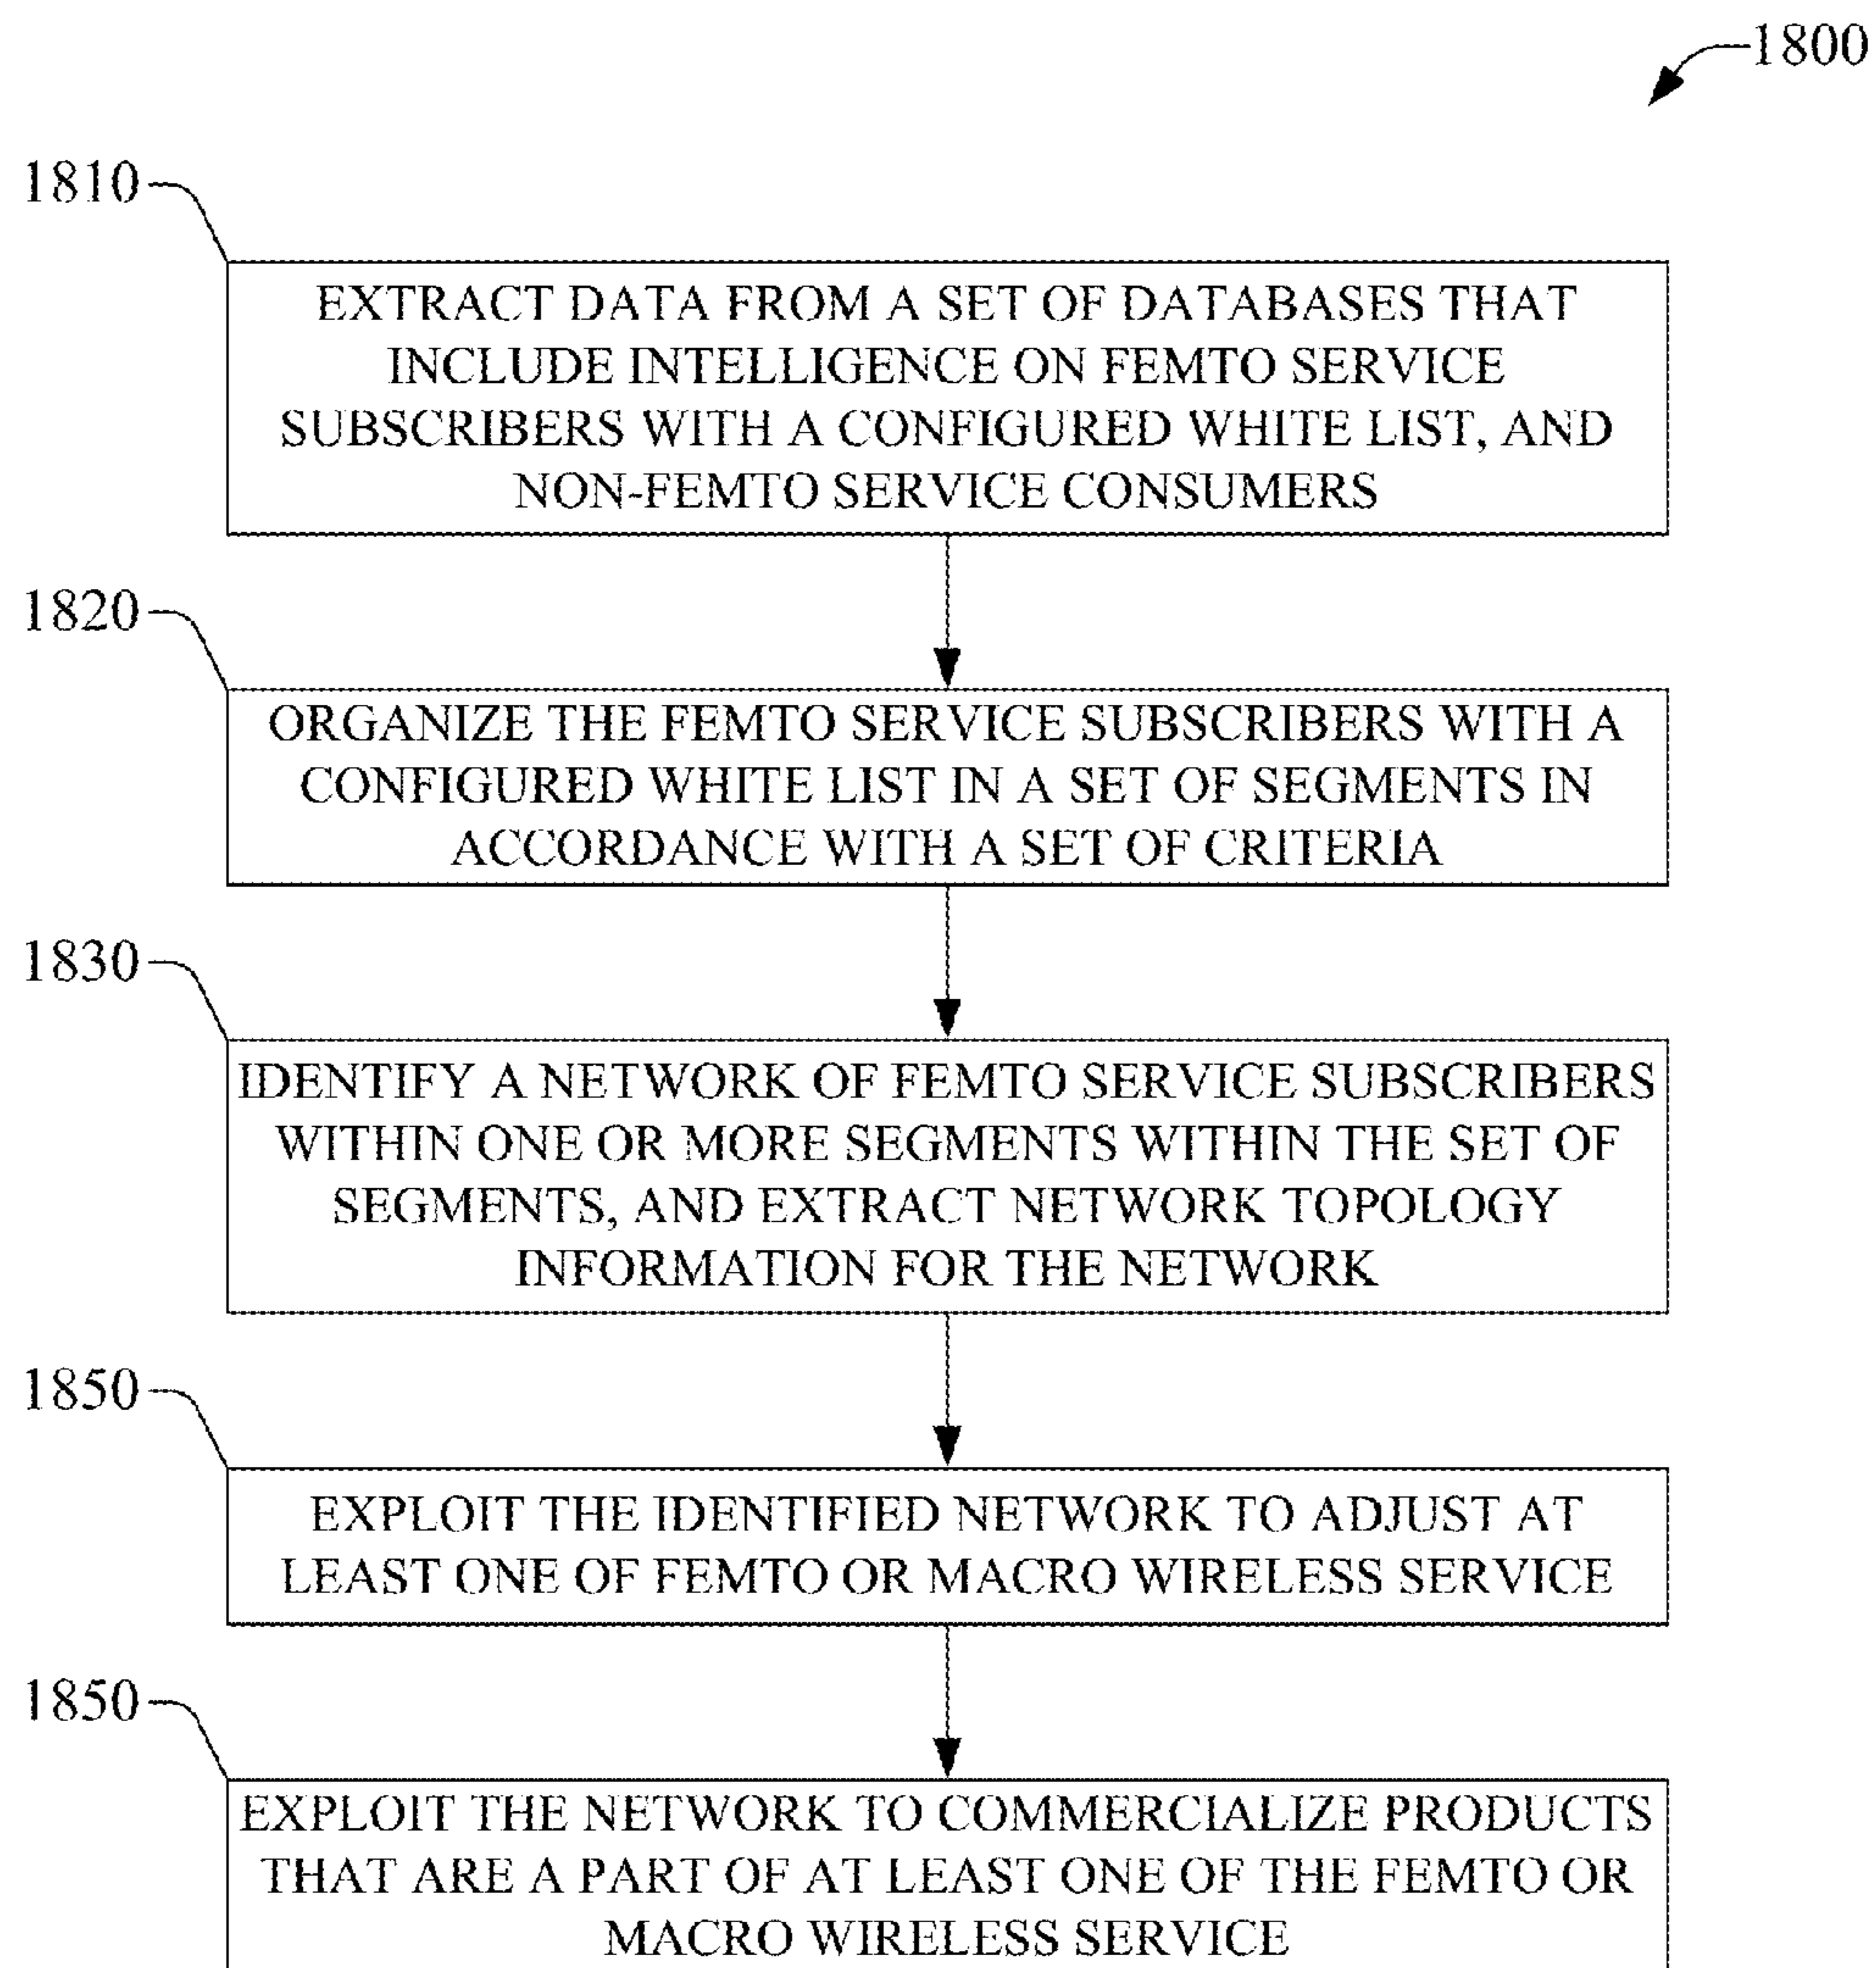 1800
1810
EXTRACT DATA FROM A SET OF DATABASES THAT
INCLUDE INTELLIGENCE ON FEMTO SERVICE
SUBSCRIBERS WITH A CONFIGURED WHITE LIST, AND
NON-FEMTO SERVICE CONSUMERS
1820
ORGANIZE THE FEMTO SERVICE SUBSCRIBERS WITH A
CONFIGURED WHITE LIST IN A SET OF SEGMENTS IN
ACCORDANCE WITH A SET OF CRITERIA
1830
IDENTIFY A NETWORK OF FEMTO SERVICE SUBSCRIBERS
WITHIN ONE OR MORE SEGMENTS WITHIN THE SET OF
SEGMENTS, AND EXTRACT NETWORK TOPOLOGY
INFORMATION FOR THE NETWORK
1850
EXPLOIT THE IDENTIFIED NETWORK TO ADJUST AT
LEAST ONE OF FEMTO OR MACRO WIRELESS SERVICE
1850
EXPLOIT THE NETWORK TO COMMERCIALIZE PRODUCTS
THAT ARE A PART OF AT LEAST ONE OF THE FEMTO OR
MACRO WIRELESS SERVICE